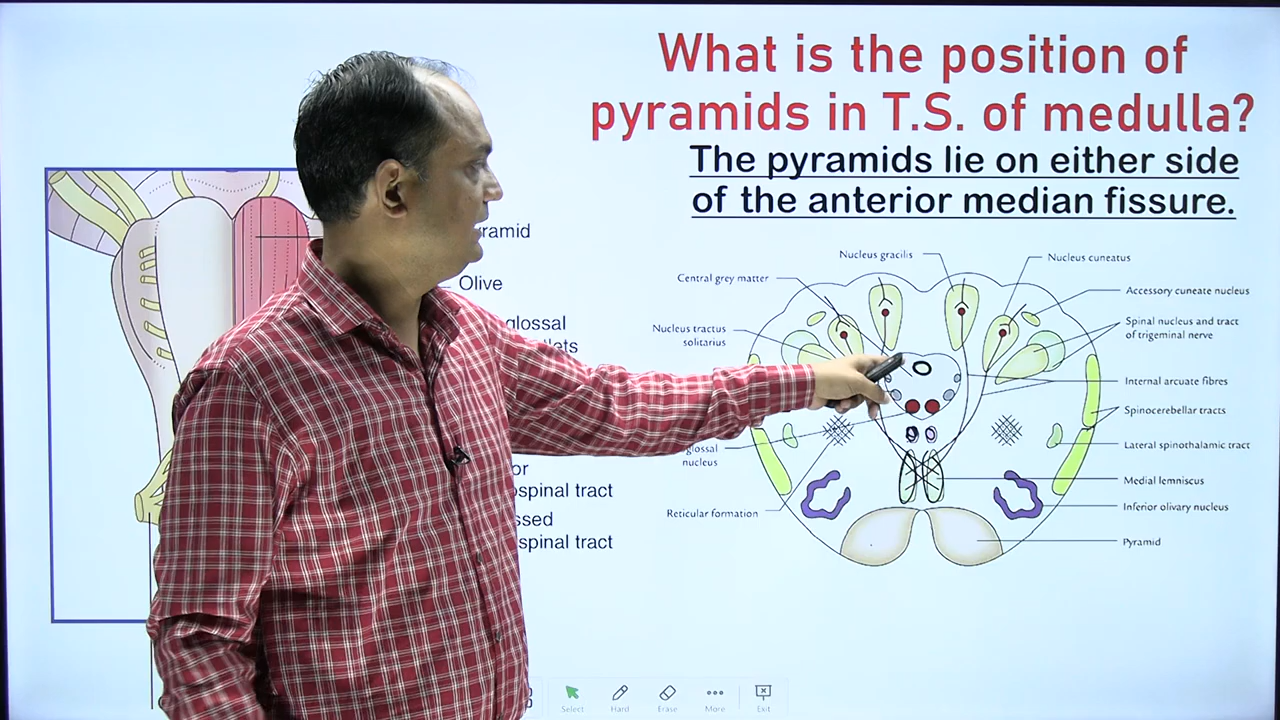 What is the position of
pyramids in T.S. of medulla?
The pyramids lie on either side
of the anterior median fissure.
Olive
ospinal tract
spinal tract
Nucleus gracilis
Nucleus cuneatus
Central grey matter
Accessory cuneate nucleus
Nucleus tractus
solitarius
Spinal nucleus and tract
of trigeminal nerve
Internal arcuate fibres
Spinocerebellar tracts
Lateral spinothalamic tract
glossal
nucleus
Medial lemniscus
Inferior olivary nucleus
Reticular formation
Pyramid
Select
Hard
Erase
More
Exit